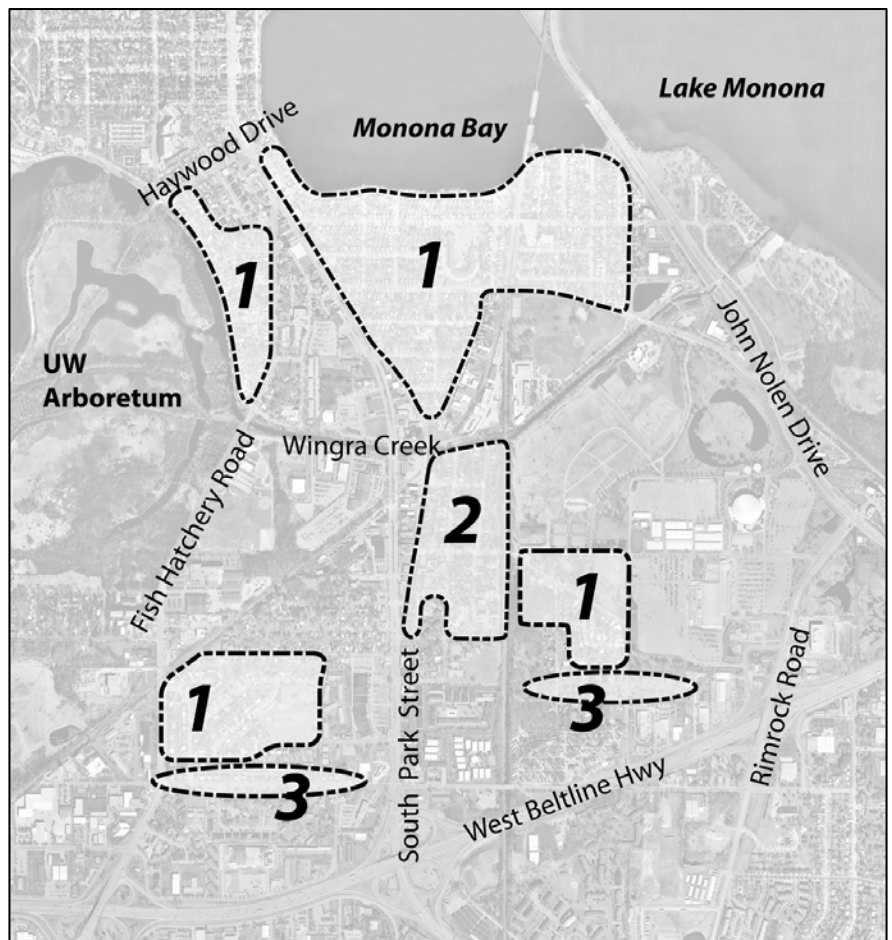 Lake Monona
Monona Bay
Haywood Drive
1
1
UW
Arboretum
John Nolen Drive
Wingra Creek
Fish Hatchery Road
2
1
Rimrock Road
1
3
South Park Street
3
West Beltline Hwy